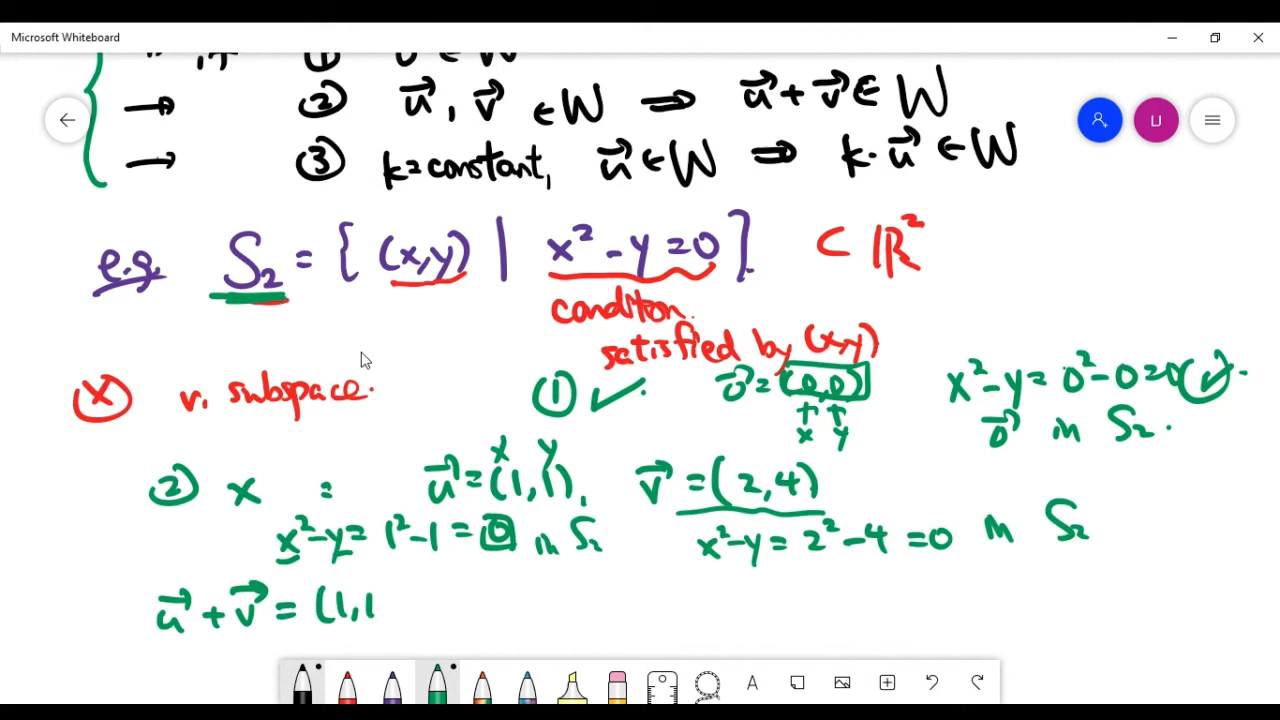 Microsoft Whiteboard
→ ② u⃗, v⃗ ∈ W ⇒ u⃗ + v⃗ ∈ W
→ ③ k=constant, u⃗ ∈ W ⇒ k·u⃗ ∈ W
e.g. S₂ = { (x,y) | x² - y = 0 }. ⊂ ℝ²
conditon.
satisfied by (x,y)
Ⓧ v. subspace. ① ✓ 0⃗ = (0,0) x²-y = 0²-0=0 (✓).
x y 0⃗ in S₂.
② x = x y u⃗ = (1,1), v⃗ = (2,4)
x²-y = 1²-1 = 0 in S₂ x²-y = 2²-4 = 0 in S₂
u⃗ + v⃗ = (1,1